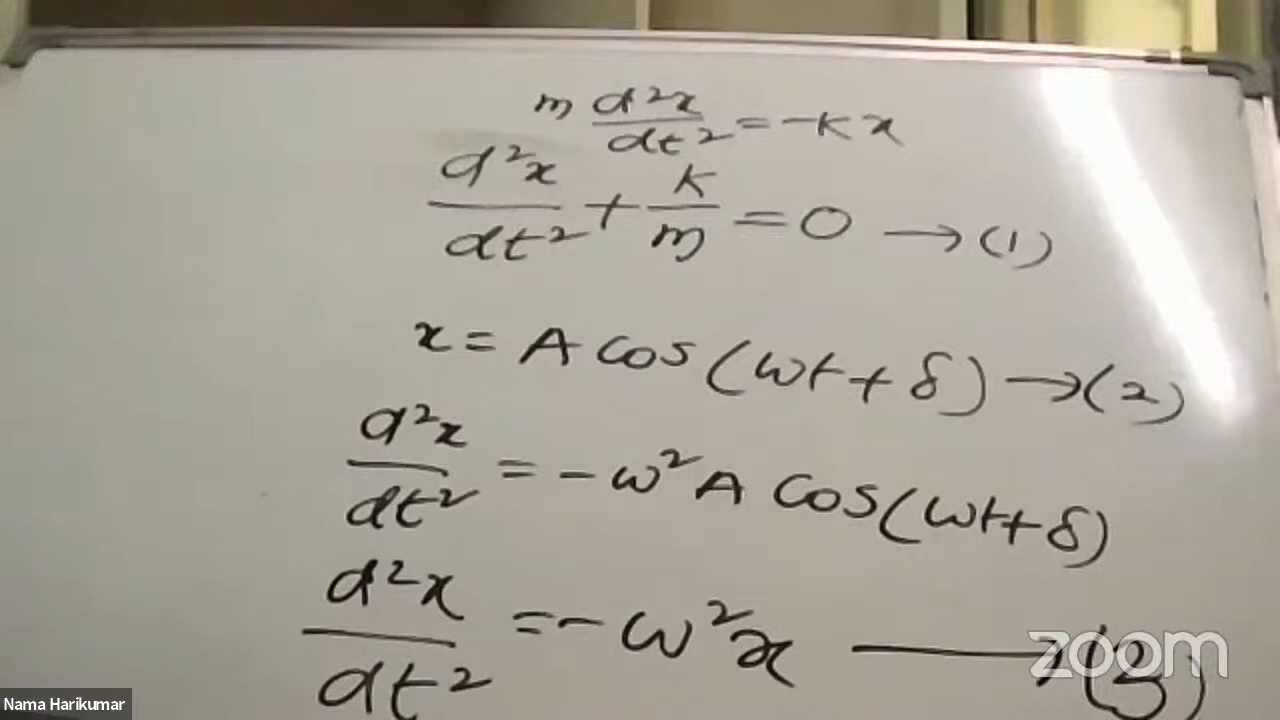 m d²x/dt² = -Kx
d²x/dt² + K/m = 0 → (1)
x = A Cos(ωt + δ) → (2)
d²x/dt² = -ω² A Cos(ωt + δ)
d²x/dt² = -ω²x → (3)
zoom
Nama Harikumar